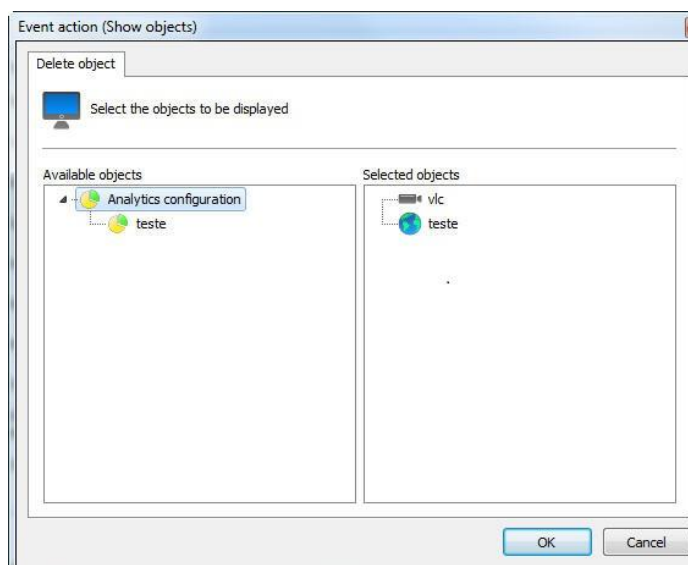 Event action (Show objects)
Delete object
Select the objects to be displayed
Available objects
Analytics configuration
teste
Selected objects
vlc
teste
OK
Cancel